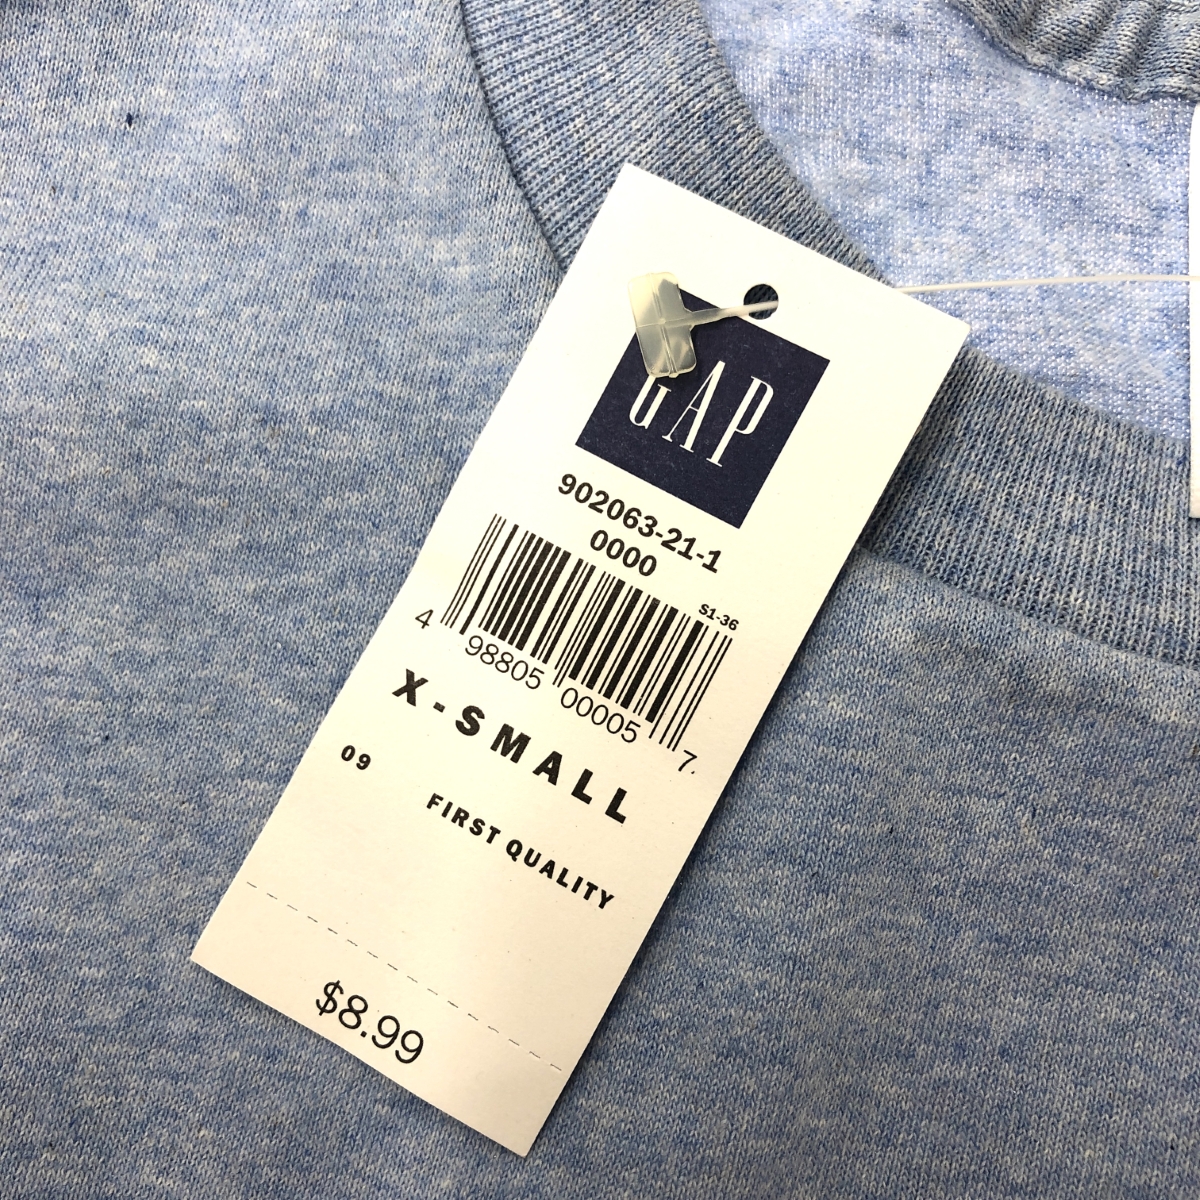 GAP
902063-21-1
0000
S1-36
4 98805 00005 7.
X-SMALL
09
FIRST QUALITY
$8.99